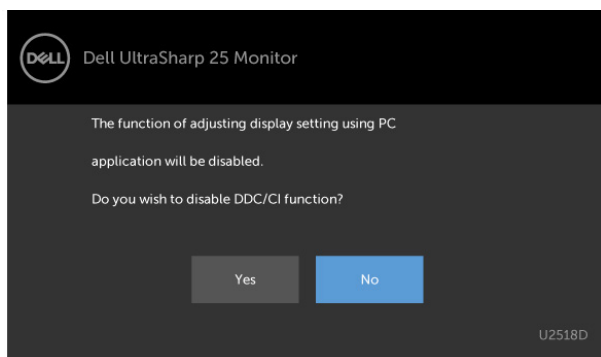 DELL
Dell UltraSharp 25 Monitor
The function of adjusting display setting using PC
application will be disabled.
Do you wish to disable DDC/CI function?
Yes
No
U2518D